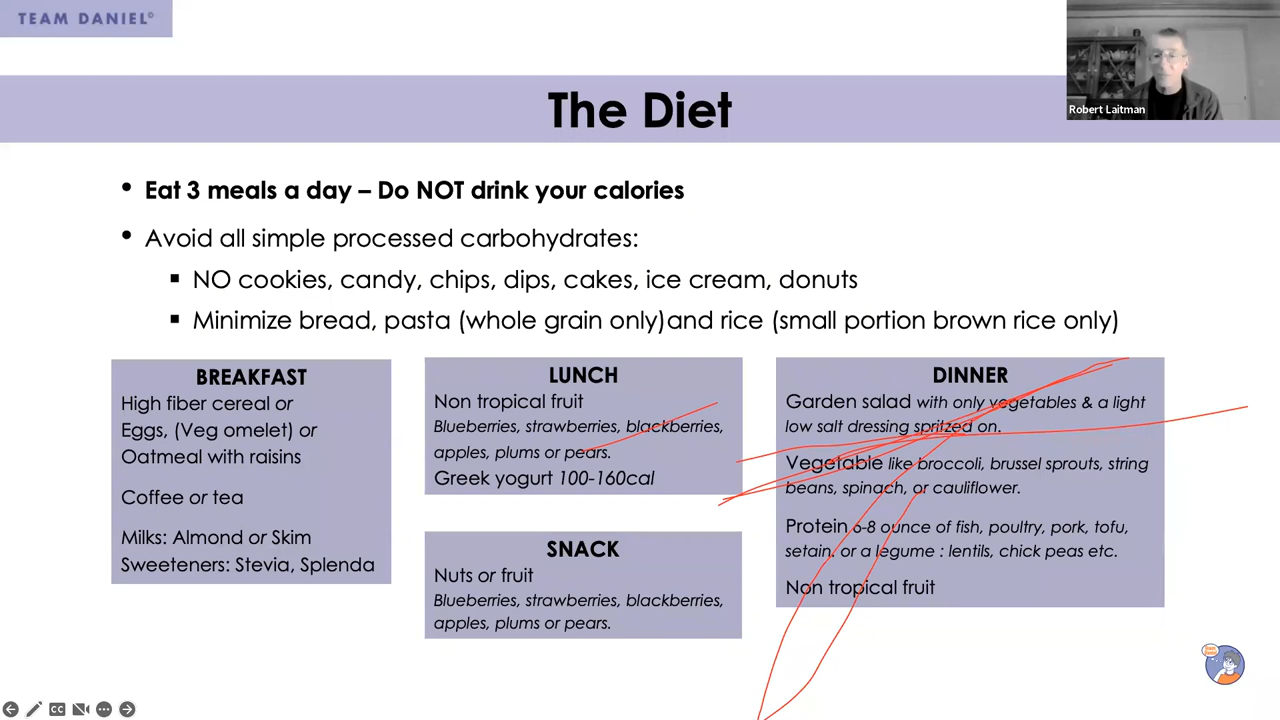 TEAM DANIEL©
Robert Laitman
The Diet
• Eat 3 meals a day – Do NOT drink your calories
• Avoid all simple processed carbohydrates:
▪ NO cookies, candy, chips, dips, cakes, ice cream, donuts
▪ Minimize bread, pasta (whole grain only)and rice (small portion brown rice only)
BREAKFAST
High fiber cereal or
Eggs, (Veg omelet) or
Oatmeal with raisins
Coffee or tea
Milks: Almond or Skim
Sweeteners: Stevia, Splenda
LUNCH
Non tropical fruit
Blueberries, strawberries, blackberries,
apples, plums or pears.
Greek yogurt 100-160cal
SNACK
Nuts or fruit
Blueberries, strawberries, blackberries,
apples, plums or pears.
DINNER
Garden salad with only vegetables & a light
low salt dressing spritzed on.
Vegetable like broccoli, brussel sprouts, string
beans, spinach, or cauliflower.
Protein 6-8 ounce of fish, poultry, pork, tofu,
setain. or a legume : lentils, chick peas etc.
Non tropical fruit
CC